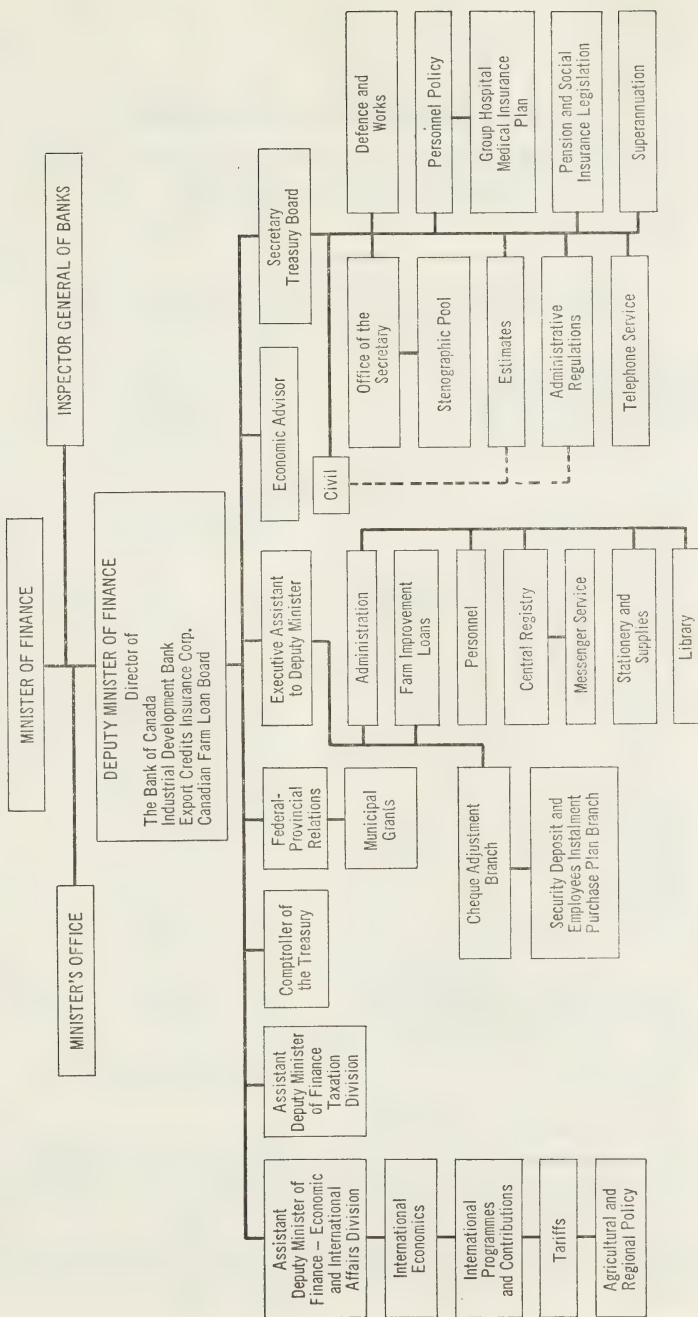 MINISTER OF FINANCE
MINISTER'S OFFICE
INSPECTOR GENERAL OF BANKS
DEPUTY MINISTER OF FINANCE
Director of
The Bank of Canada
Industrial Development Bank
Export Credits Insurance Corp.
Canadian Farm Loan Board
Assistant
Deputy Minister of
Finance – Economic
and International
Affairs Division
International
Economics
International
Programmes
and Contributions
Tariffs
Agricultural and
Regional Policy
Assistant
Deputy Minister
of Finance
Taxation
Division
Comptroller of
the Treasury
Federal-
Provincial
Relations
Municipal
Grants
Executive Assistant
to Deputy Minister
Cheque Adjustment
Branch
Security Deposit and
Employees Instalment
Purchase Plan Branch
Administration
Farm Improvement
Loans
Personnel
Central Registry
Messenger Service
Stationery and
Supplies
Library
Economic Advisor
Secretary
Treasury Board
Civil
Office of the
Secretary
Stenographic Pool
Estimates
Administrative
Regulations
Telephone Service
Defence and
Works
Personnel Policy
Group Hospital
Medical Insurance
Plan
Pension and Social
Insurance Legislation
Superannuation